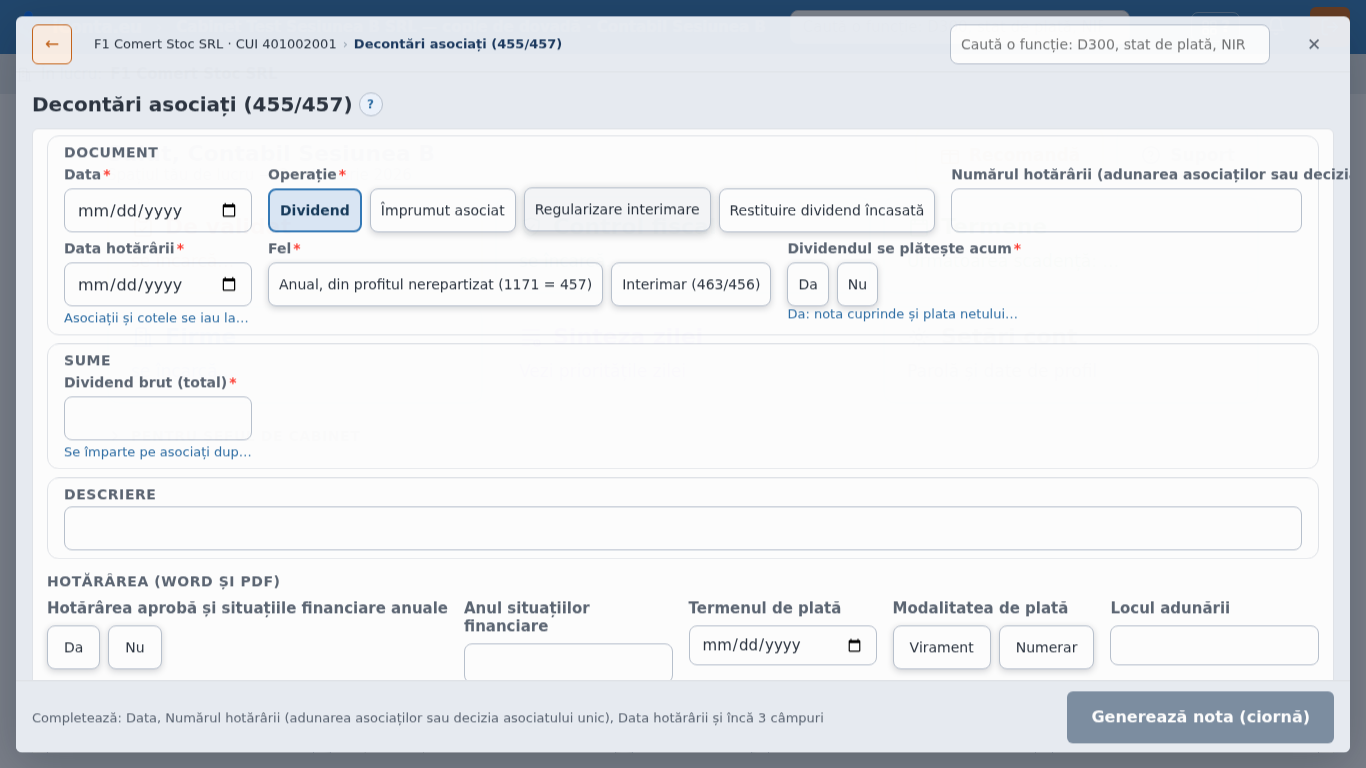 ← F1 Comert Stoc SRL · CUI 401002001 › Decontări asociați (455/457) Caută o funcție: D300, stat de plată, NIR ✕
Decontări asociați (455/457) ?
DOCUMENT
Data* Operație* Numărul hotărârii (adunarea asociaților sau decizi
mm/dd/yyyy Dividend Împrumut asociat Regularizare interimare Restituire dividend încasată
Data hotărârii* Fel* Dividendul se plătește acum*
mm/dd/yyyy Anual, din profitul nerepartizat (1171 = 457) Interimar (463/456) Da Nu
Asociații și cotele se iau la… Da: nota cuprinde și plata netului…
SUME
Dividend brut (total)*
Se împarte pe asociați dup…
DESCRIERE
HOTĂRÂREA (WORD ȘI PDF)
Hotărârea aprobă și situațiile financiare anuale Anul situațiilor financiare Termenul de plată Modalitatea de plată Locul adunării
Da Nu mm/dd/yyyy Virament Numerar
Completează: Data, Numărul hotărârii (adunarea asociaților sau decizia asociatului unic), Data hotărârii și încă 3 câmpuri Generează nota (ciornă)